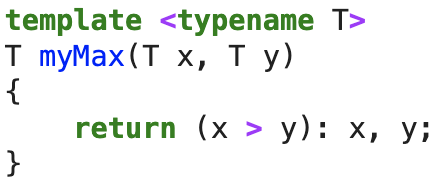 template <typename T>
T myMax(T x, T y)
{
    return (x > y): x, y;
}